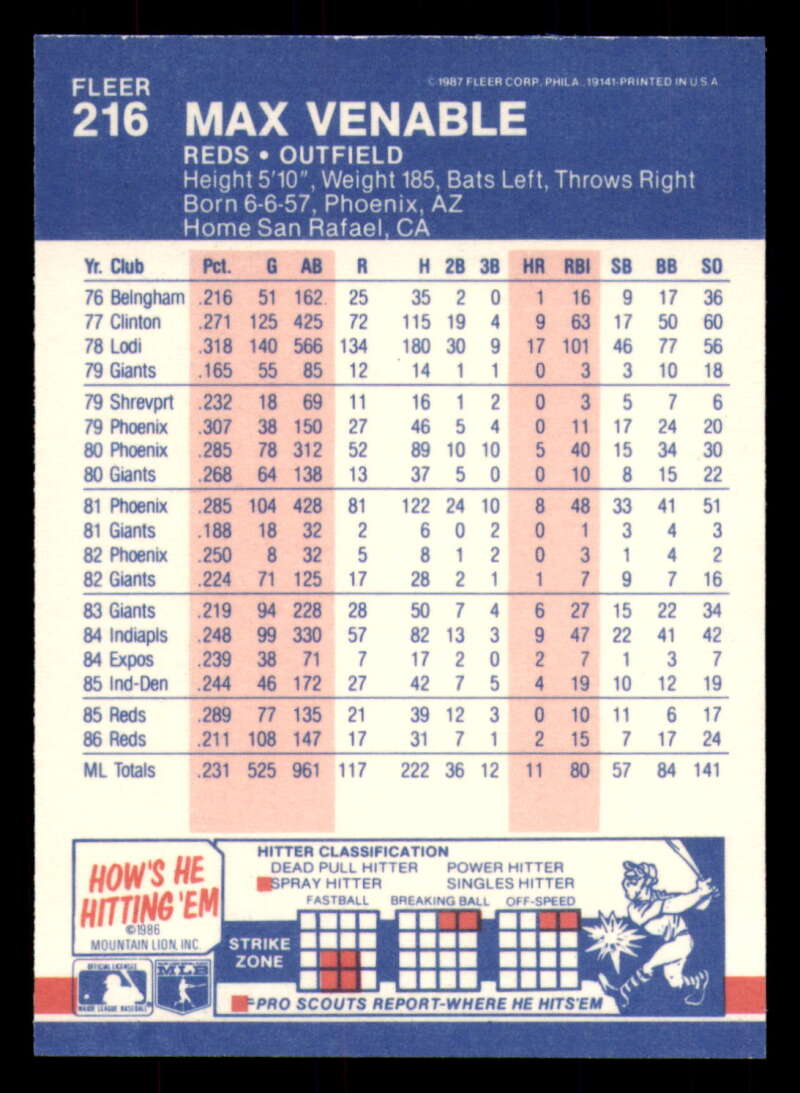 FLEER
216
© 1987 FLEER CORP. PHILA., 19141-PRINTED IN U.S.A.
MAX VENABLE
REDS • OUTFIELD
Height 5'10", Weight 185, Bats Left, Throws Right
Born 6-6-57, Phoenix, AZ
Home San Rafael, CA
Yr. Club Pct. G AB R H 2B 3B HR RBI SB BB SO
76 Belngham .216 51 162 25 35 2 0 1 16 9 17 36
77 Clinton .271 125 425 72 115 19 4 9 63 17 50 60
78 Lodi .318 140 566 134 180 30 9 17 101 46 77 56
79 Giants .165 55 85 12 14 1 1 0 3 3 10 18
79 Shrevprt .232 18 69 11 16 1 2 0 3 5 7 6
79 Phoenix .307 38 150 27 46 5 4 0 11 17 24 20
80 Phoenix .285 78 312 52 89 10 10 5 40 15 34 30
80 Giants .268 64 138 13 37 5 0 0 10 8 15 22
81 Phoenix .285 104 428 81 122 24 10 8 48 33 41 51
81 Giants .188 18 32 2 6 0 2 0 1 3 4 3
82 Phoenix .250 8 32 5 8 1 2 0 3 1 4 2
82 Giants .224 71 125 17 28 2 1 1 7 9 7 16
83 Giants .219 94 228 28 50 7 4 6 27 15 22 34
84 Indiapls .248 99 330 57 82 13 3 9 47 22 41 42
84 Expos .239 38 71 7 17 2 0 2 7 1 3 7
85 Ind-Den .244 46 172 27 42 7 5 4 19 10 12 19
85 Reds .289 77 135 21 39 12 3 0 10 11 6 17
86 Reds .211 108 147 17 31 7 1 2 15 7 17 24
ML Totals .231 525 961 117 222 36 12 11 80 57 84 141
HOW'S HE
HITTING 'EM
©1986
MOUNTAIN LION, INC.
OFFICIAL LICENSEE
MAJOR LEAGUE BASEBALL
MLB
HITTER CLASSIFICATION
DEAD PULL HITTER POWER HITTER
SPRAY HITTER SINGLES HITTER
FASTBALL BREAKING BALL OFF-SPEED
STRIKE
ZONE
=PRO SCOUTS REPORT-WHERE HE HITS'EM